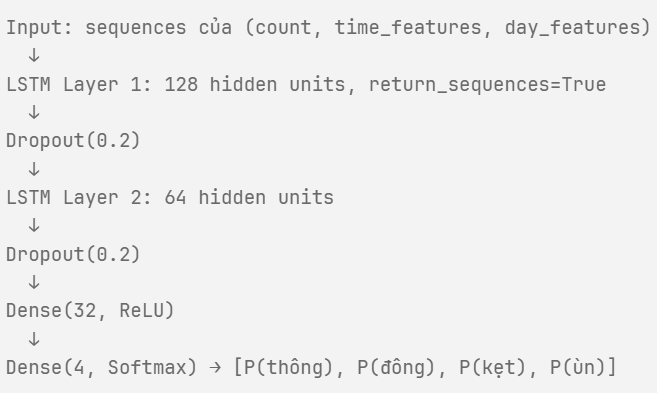 Input: sequences của (count, time_features, day_features)
↓
LSTM Layer 1: 128 hidden units, return_sequences=True
↓
Dropout(0.2)
↓
LSTM Layer 2: 64 hidden units
↓
Dropout(0.2)
↓
Dense(32, ReLU)
↓
Dense(4, Softmax) → [P(thông), P(đông), P(kẹt), P(ùn)]